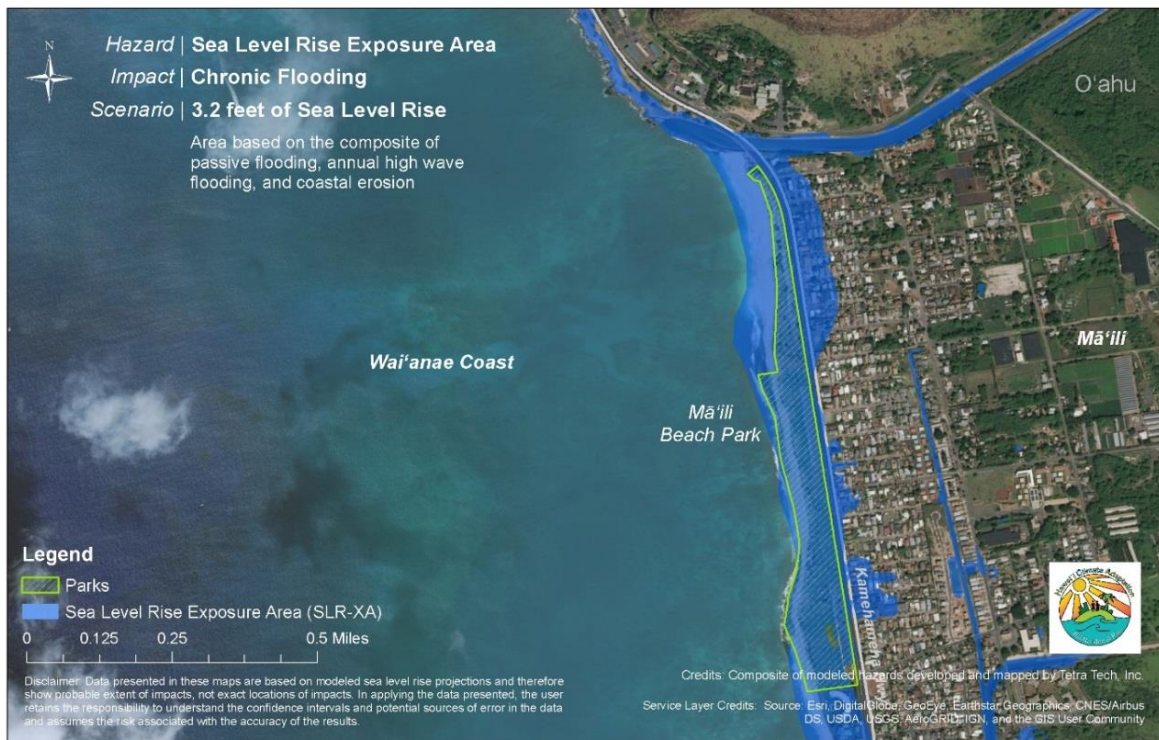 N
Hazard | Sea Level Rise Exposure Area
Impact | Chronic Flooding
Scenario | 3.2 feet of Sea Level Rise
Area based on the composite of
passive flooding, annual high wave
flooding, and coastal erosion
O‘ahu
Wai‘anae Coast
Mā‘ili
Mā‘ili
Beach Park
Kamehameha
Legend
Parks
Sea Level Rise Exposure Area (SLR-XA)
0 0.125 0.25 0.5 Miles
Disclaimer: Data presented in these maps are based on modeled sea level rise projections and therefore
show probable extent of impacts, not exact locations of impacts. In applying the data presented, the user
retains the responsibility to understand the confidence intervals and potential sources of error in the data
and assumes the risk associated with the accuracy of the results.
Hawai‘i Climate Adaptation
Credits: Composite of modeled hazards developed and mapped by Tetra Tech, Inc.
Service Layer Credits: Source: Esri, DigitalGlobe, GeoEye, Earthstar Geographics, CNES/Airbus
DS, USDA, USGS, AeroGRID, IGN, and the GIS User Community